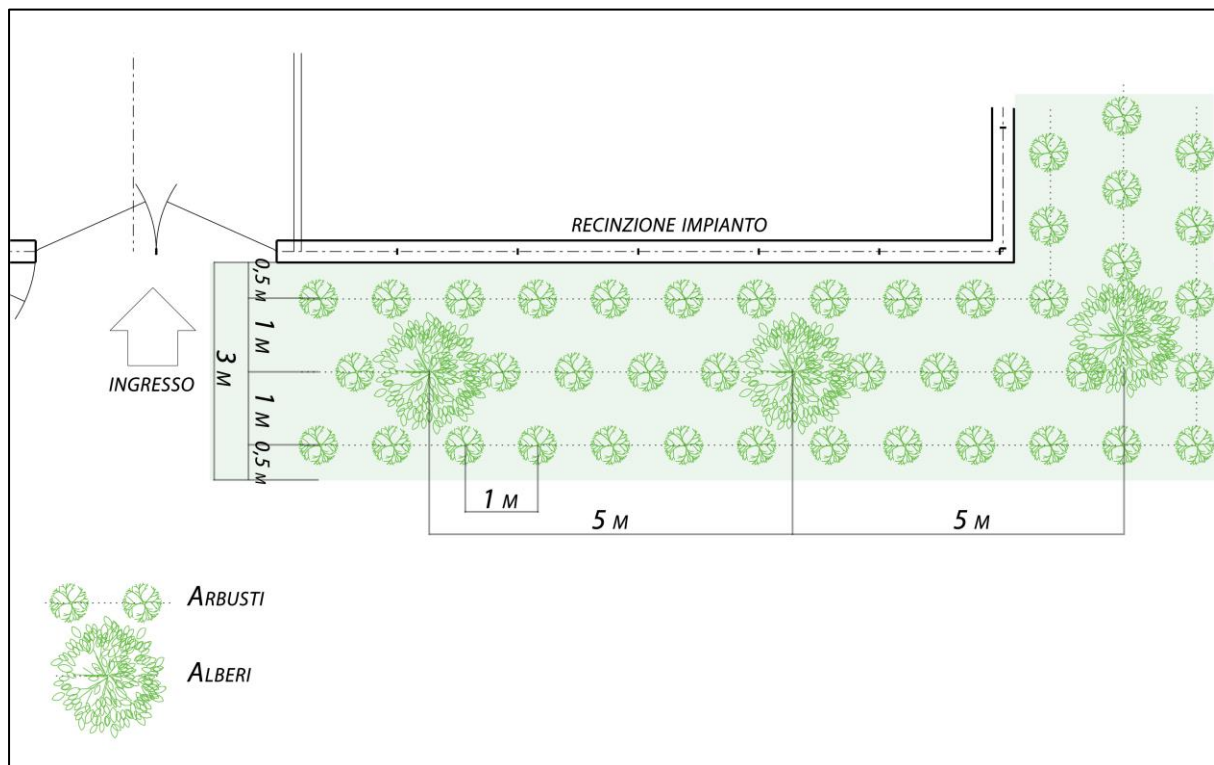 RECINZIONE IMPIANTO
0,5 M
1 M
3 M
INGRESSO
1 M
0,5 M
1 M
5 M
5 M
ARBUSTI
ALBERI